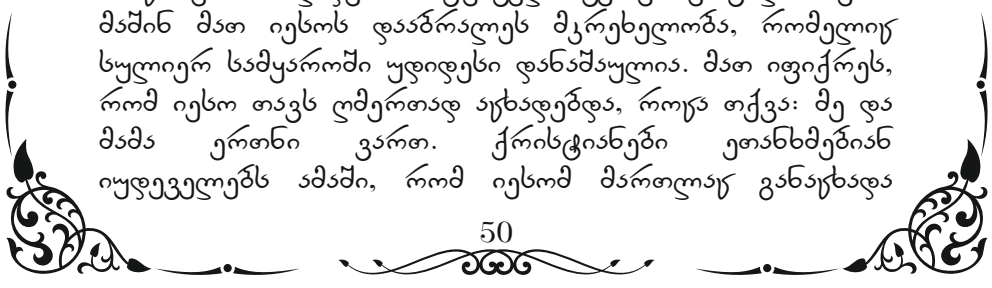 მაშინ მათ იესოს დააბრალეს მკრეხელობა, რომელიც
სულიერ სამყაროში უდიდესი დანაშაულია. მათ იფიქრეს,
რომ იესო თავს ღმერთად აცხადებდა, როცა თქვა: მე და
მამა ერთნი ვართ. ქრისტიანები ეთანხმებიან
იუდეველებს ამაში, რომ იესომ მართლაც განაცხადა
50